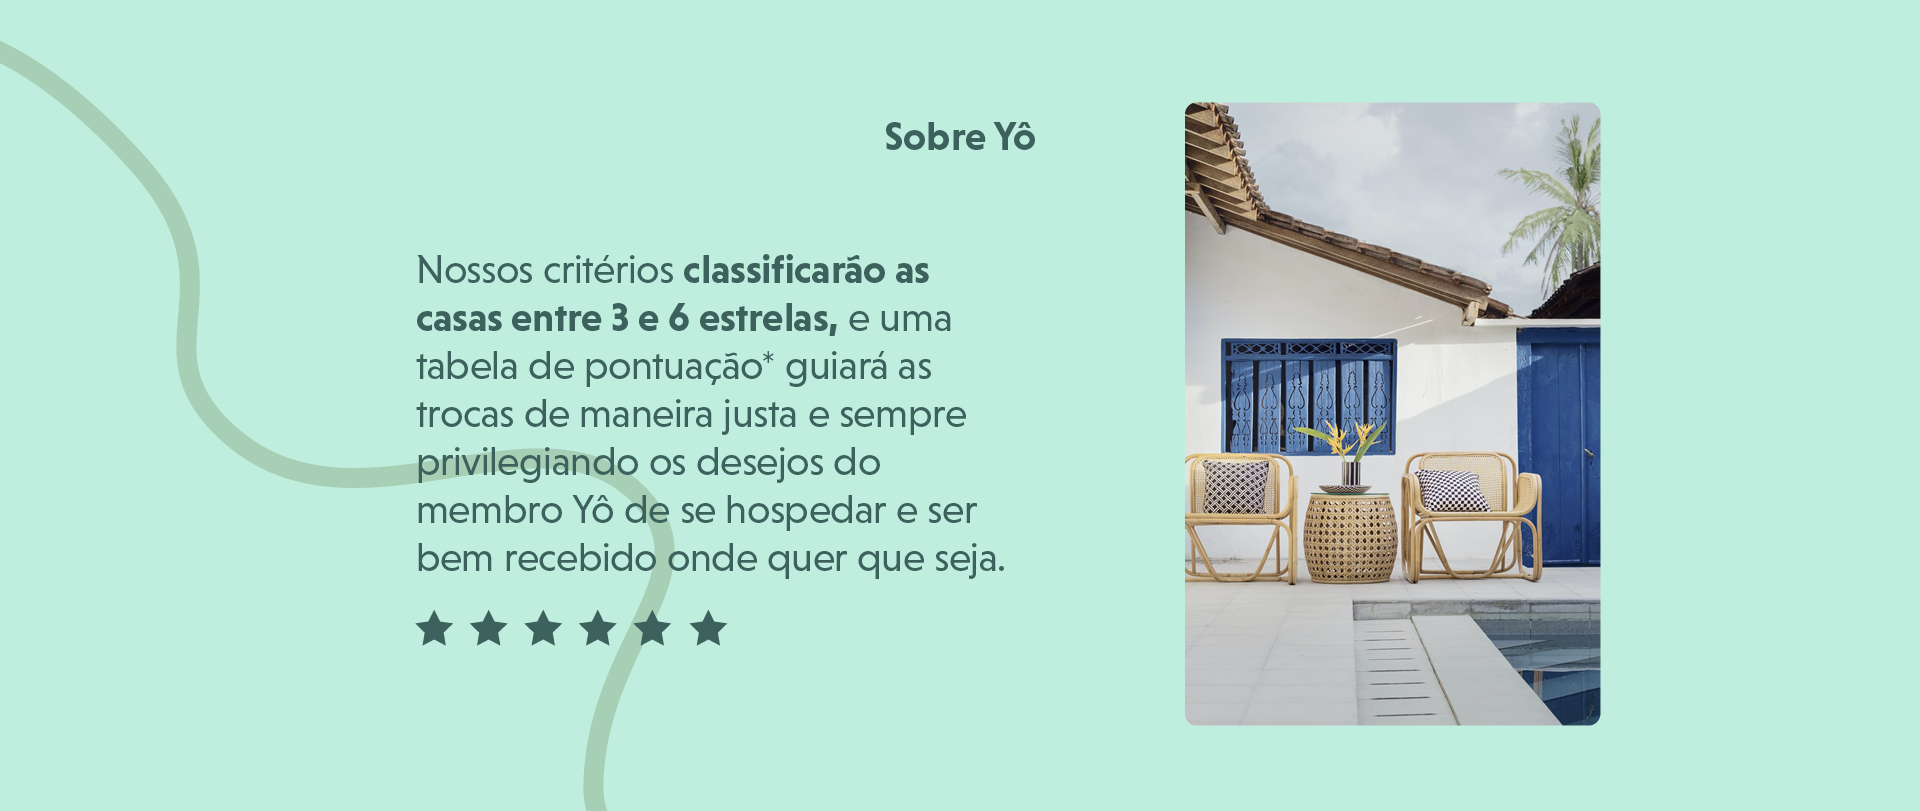 Sobre Yô
Nossos critérios classificarão as
casas entre 3 e 6 estrelas, e uma
tabela de pontuação* guiará as
trocas de maneira justa e sempre
privilegiando os desejos do
membro Yô de se hospedar e ser
bem recebido onde quer que seja.